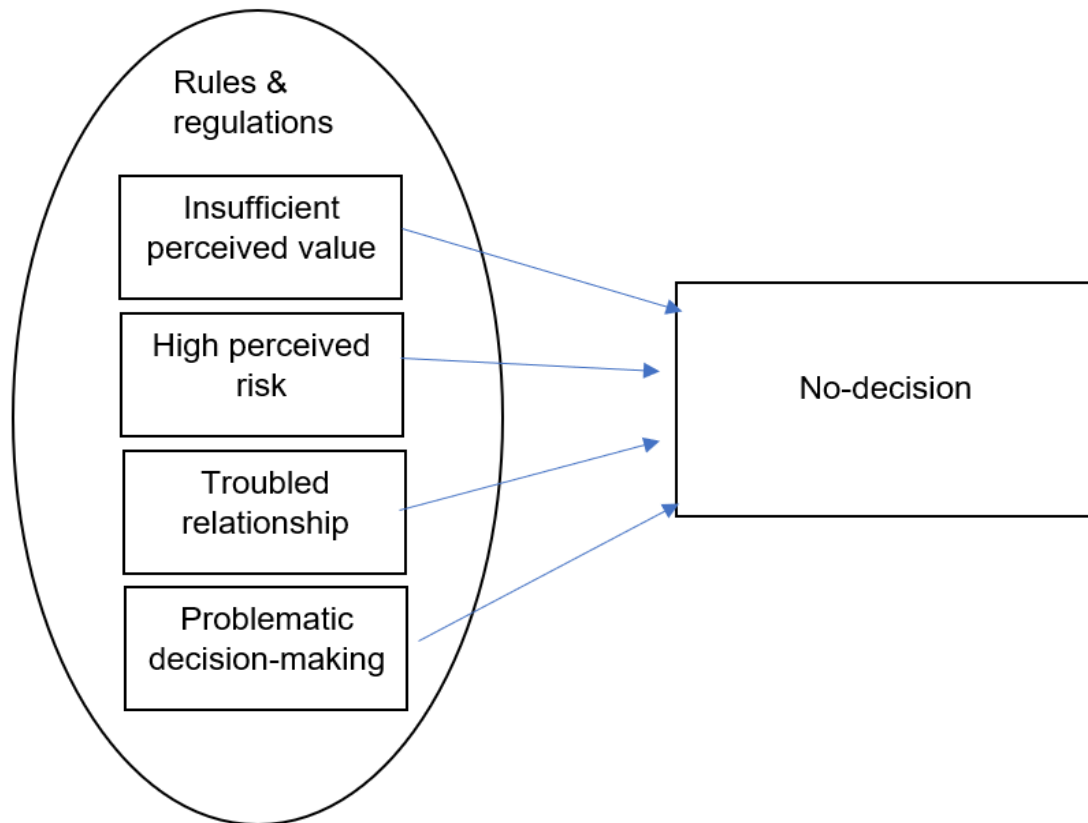 Rules &
regulations
Insufficient
perceived value
High perceived
risk
No-decision
Troubled
relationship
Problematic
decision-making